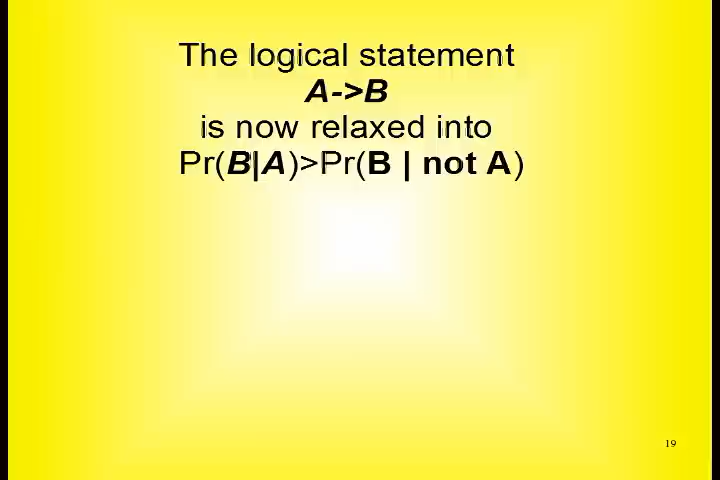 The logical statement
A->B
is now relaxed into
Pr(B|A)>Pr(B | not A)
19